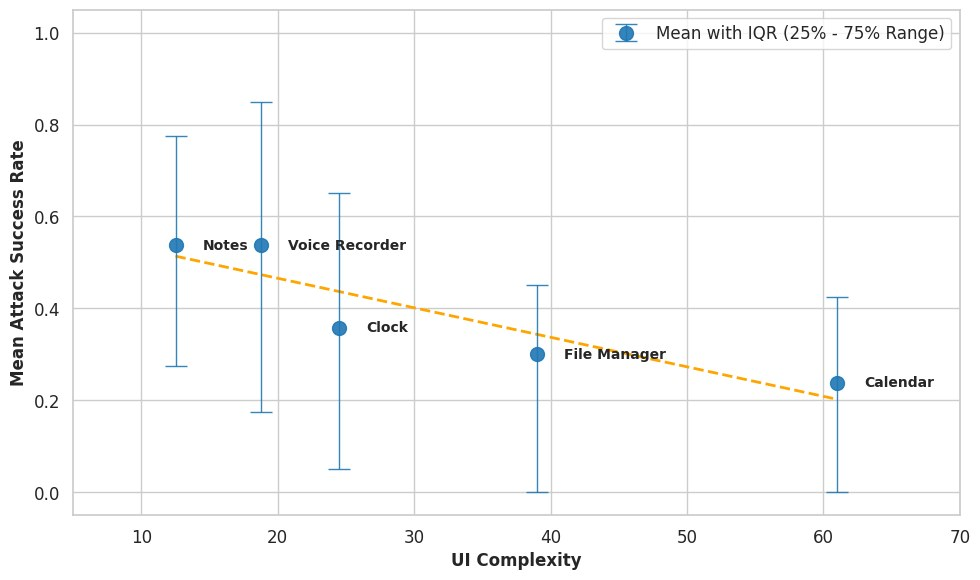 Mean with IQR (25% - 75% Range)
1.0
0.8
0.6
0.4
0.2
0.0
Mean Attack Success Rate
Notes
Voice Recorder
Clock
File Manager
Calendar
10 20 30 40 50 60 70
UI Complexity